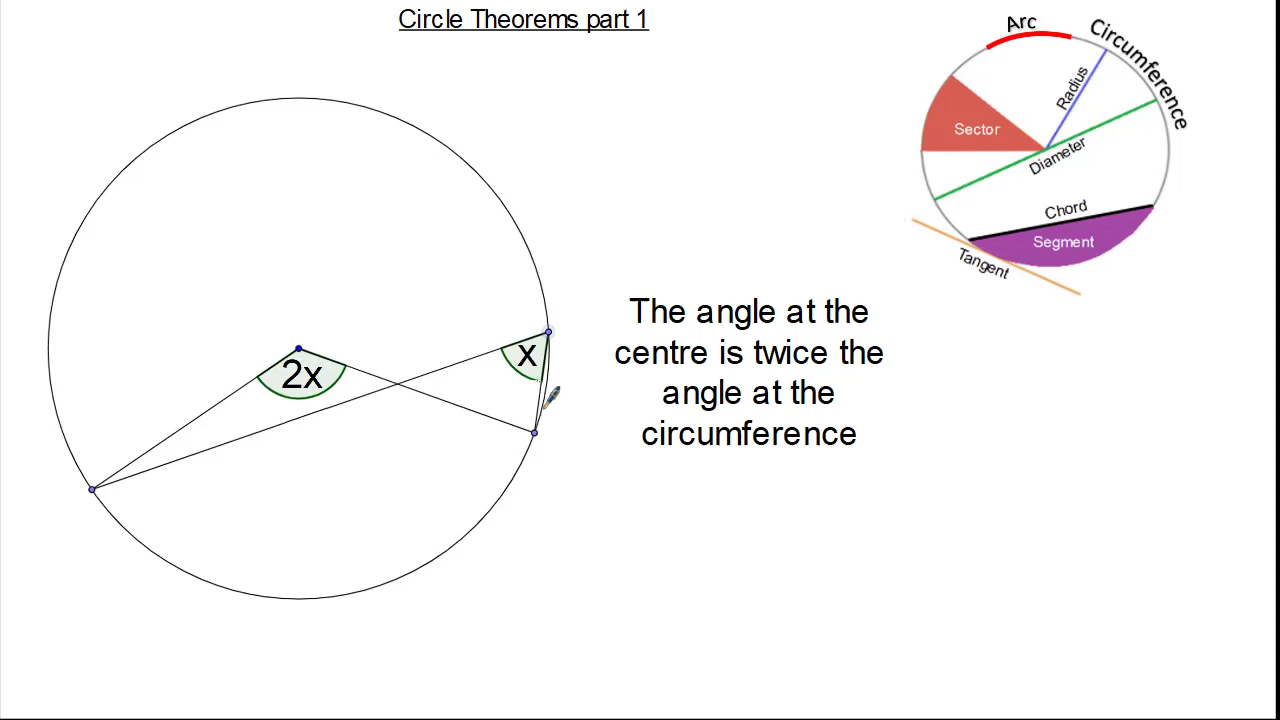 Circle Theorems part 1
Arc
Circumference
Radius
Sector
Diameter
Chord
Segment
Tangent
The angle at the
centre is twice the
angle at the
circumference
2x
x